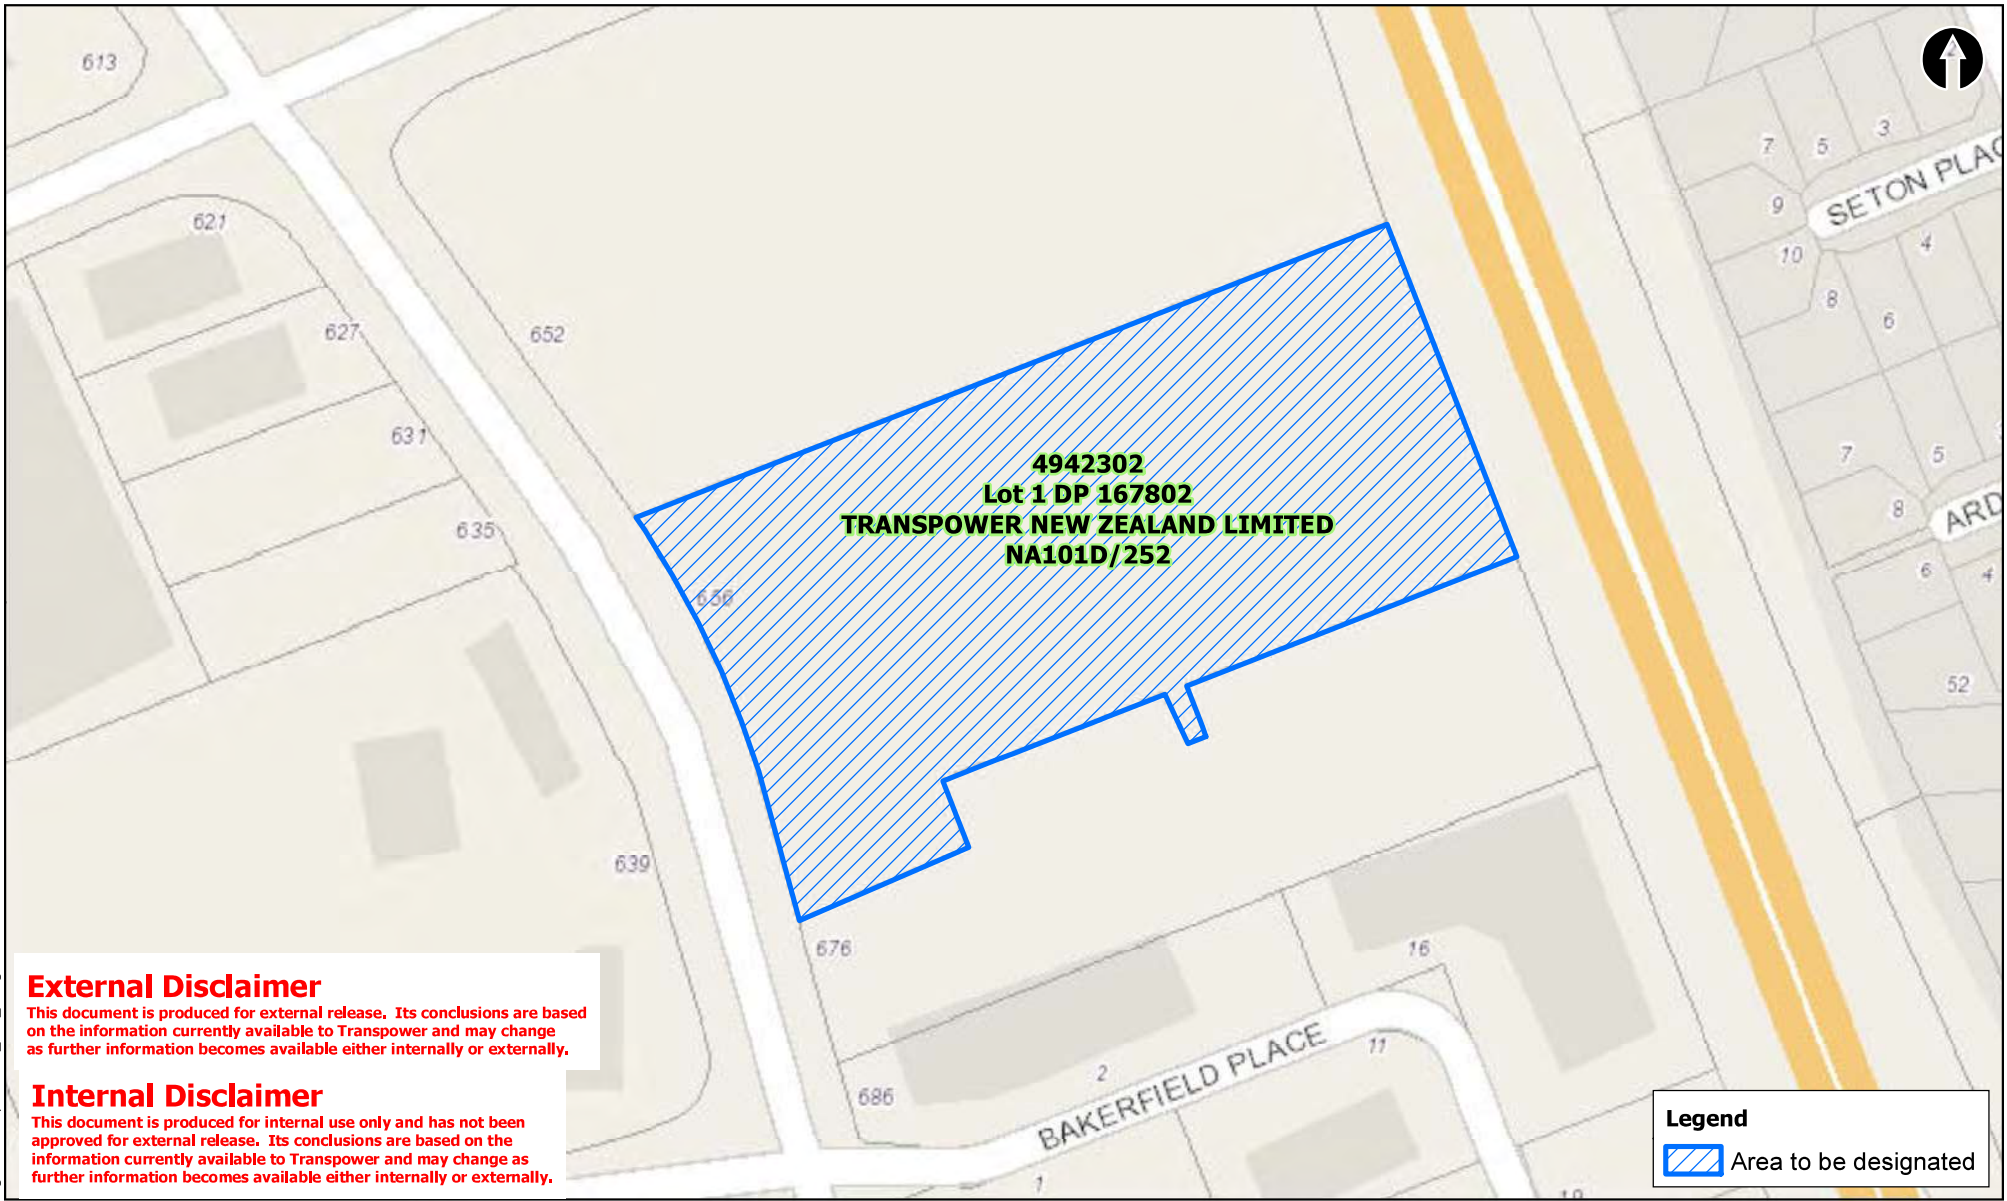 613
2
3
5
7
SETON PLAC
9
621
4
10
8
6
627
652
631
7
5
4942302
Lot 1 DP 167802
TRANSPOWER NEW ZEALAND LIMITED
NA101D/252
8
ARD
635
6
4
656
52
639
676
16
External Disclaimer
This document is produced for external release. Its conclusions are based
on the information currently available to Transpower and may change
as further information becomes available either internally or externally.
11
2
BAKERFIELD PLACE
686
Internal Disclaimer
This document is produced for internal use only and has not been
approved for external release. Its conclusions are based on the
information currently available to Transpower and may change as
further information becomes available either internally or externally.
1
Legend
Area to be designated